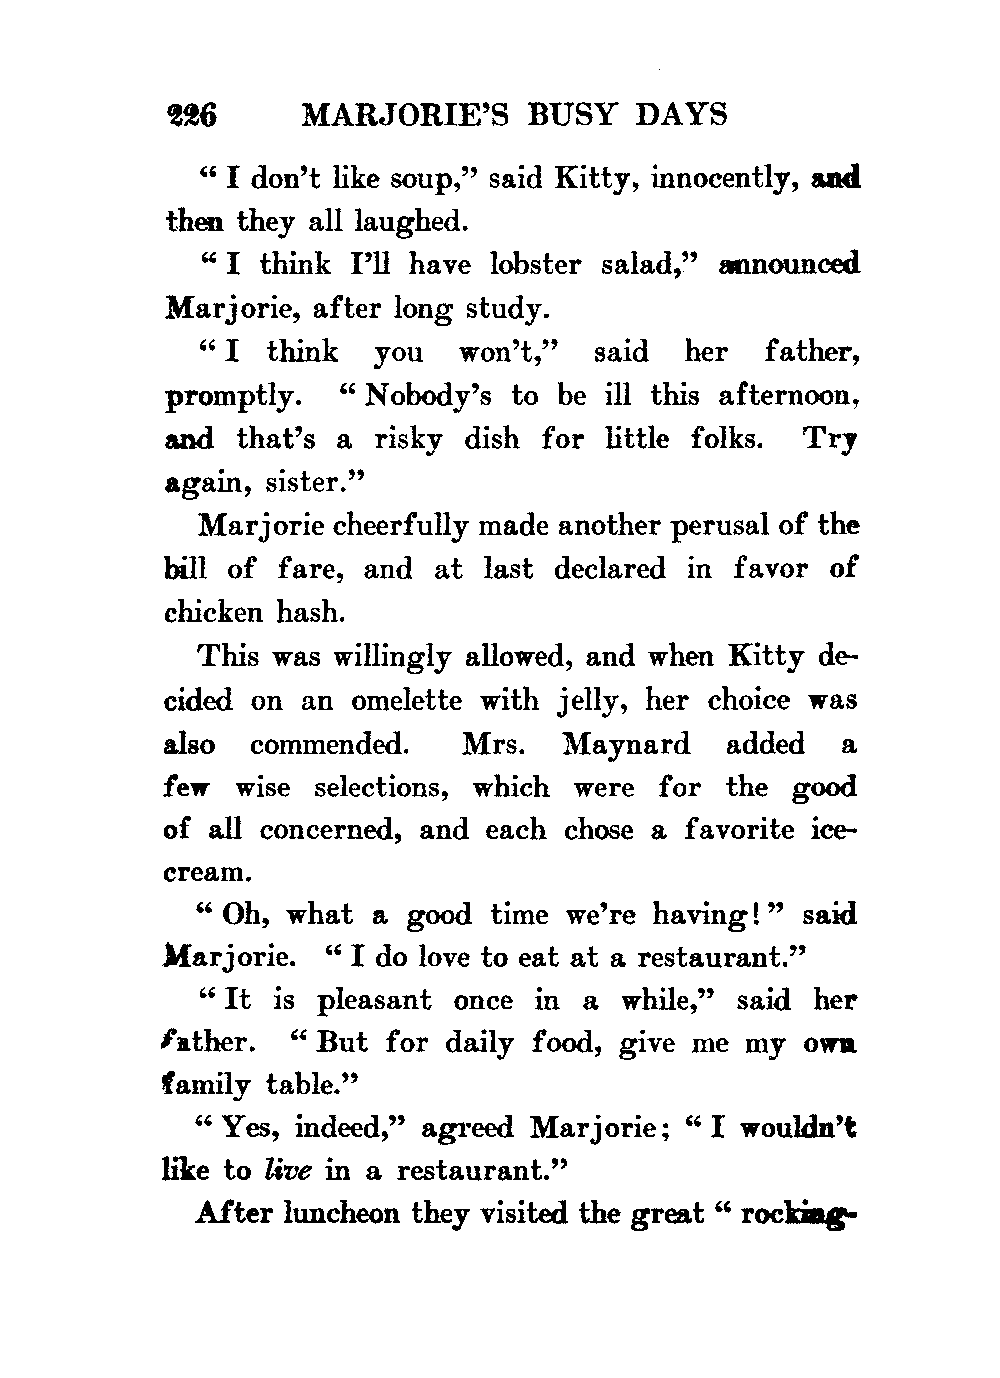 226 MARJORIE'S BUSY DAYS
“ I don't like soup,” said Kitty, innocently, and
then they all laughed.
“ I think I'll have lobster salad,” announced
Marjorie, after long study.
“ I think you won't,” said her father,
promptly. “ Nobody's to be ill this afternoon,
and that's a risky dish for little folks. Try
again, sister.”
Marjorie cheerfully made another perusal of the
bill of fare, and at last declared in favor of
chicken hash.
This was willingly allowed, and when Kitty de-
cided on an omelette with jelly, her choice was
also commended. Mrs. Maynard added a
few wise selections, which were for the good
of all concerned, and each chose a favorite ice-
cream.
“ Oh, what a good time we're having! ” said
Marjorie. “ I do love to eat at a restaurant.”
“ It is pleasant once in a while,” said her
father. “ But for daily food, give me my own
family table.”
“ Yes, indeed,” agreed Marjorie; “ I wouldn't
like to live in a restaurant.”
After luncheon they visited the great “ rocking-